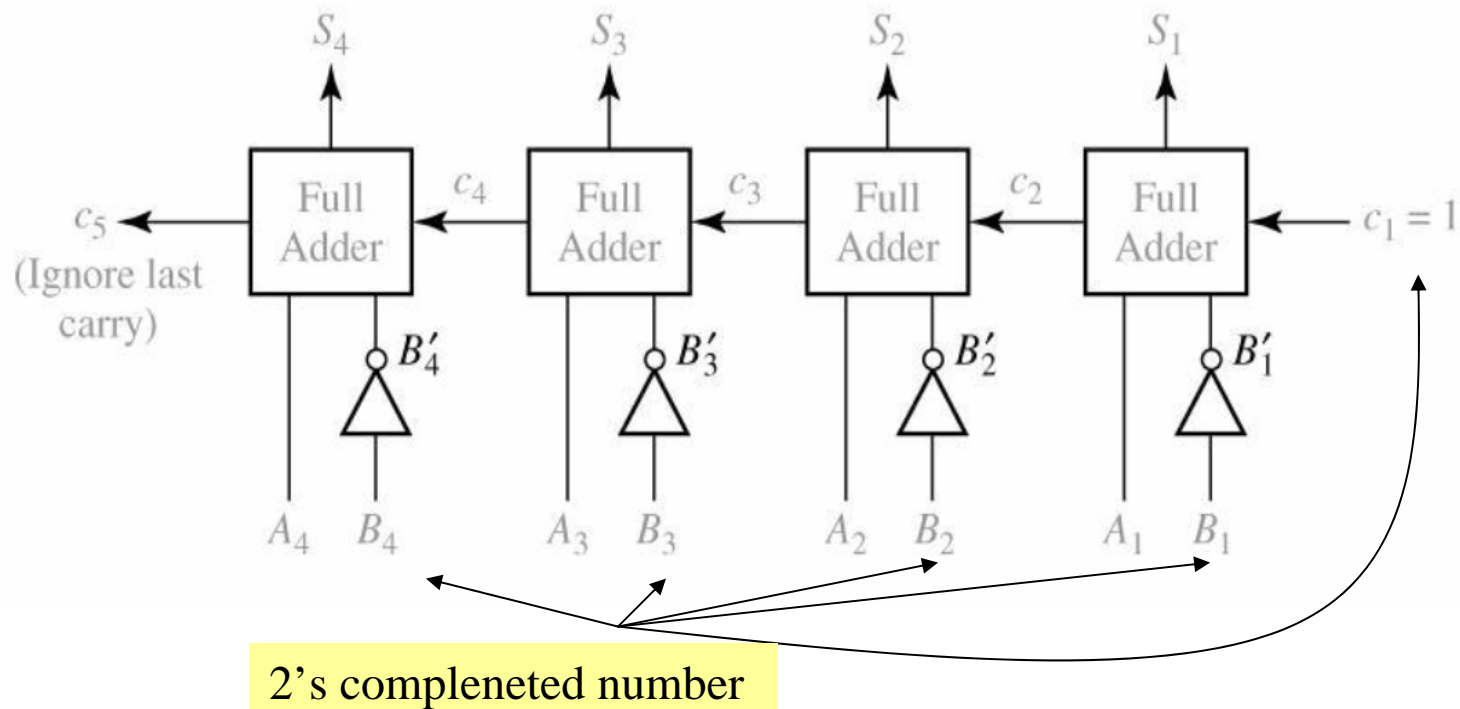 S₄ S₃ S₂ S₁
Full Adder
Full Adder
Full Adder
Full Adder
c₅ c₄ c₃ c₂ c₁ = 1
(Ignore last
carry)
B′₄ B′₃ B′₂ B′₁
A₄ B₄ A₃ B₃ A₂ B₂ A₁ B₁
2’s compleneted number